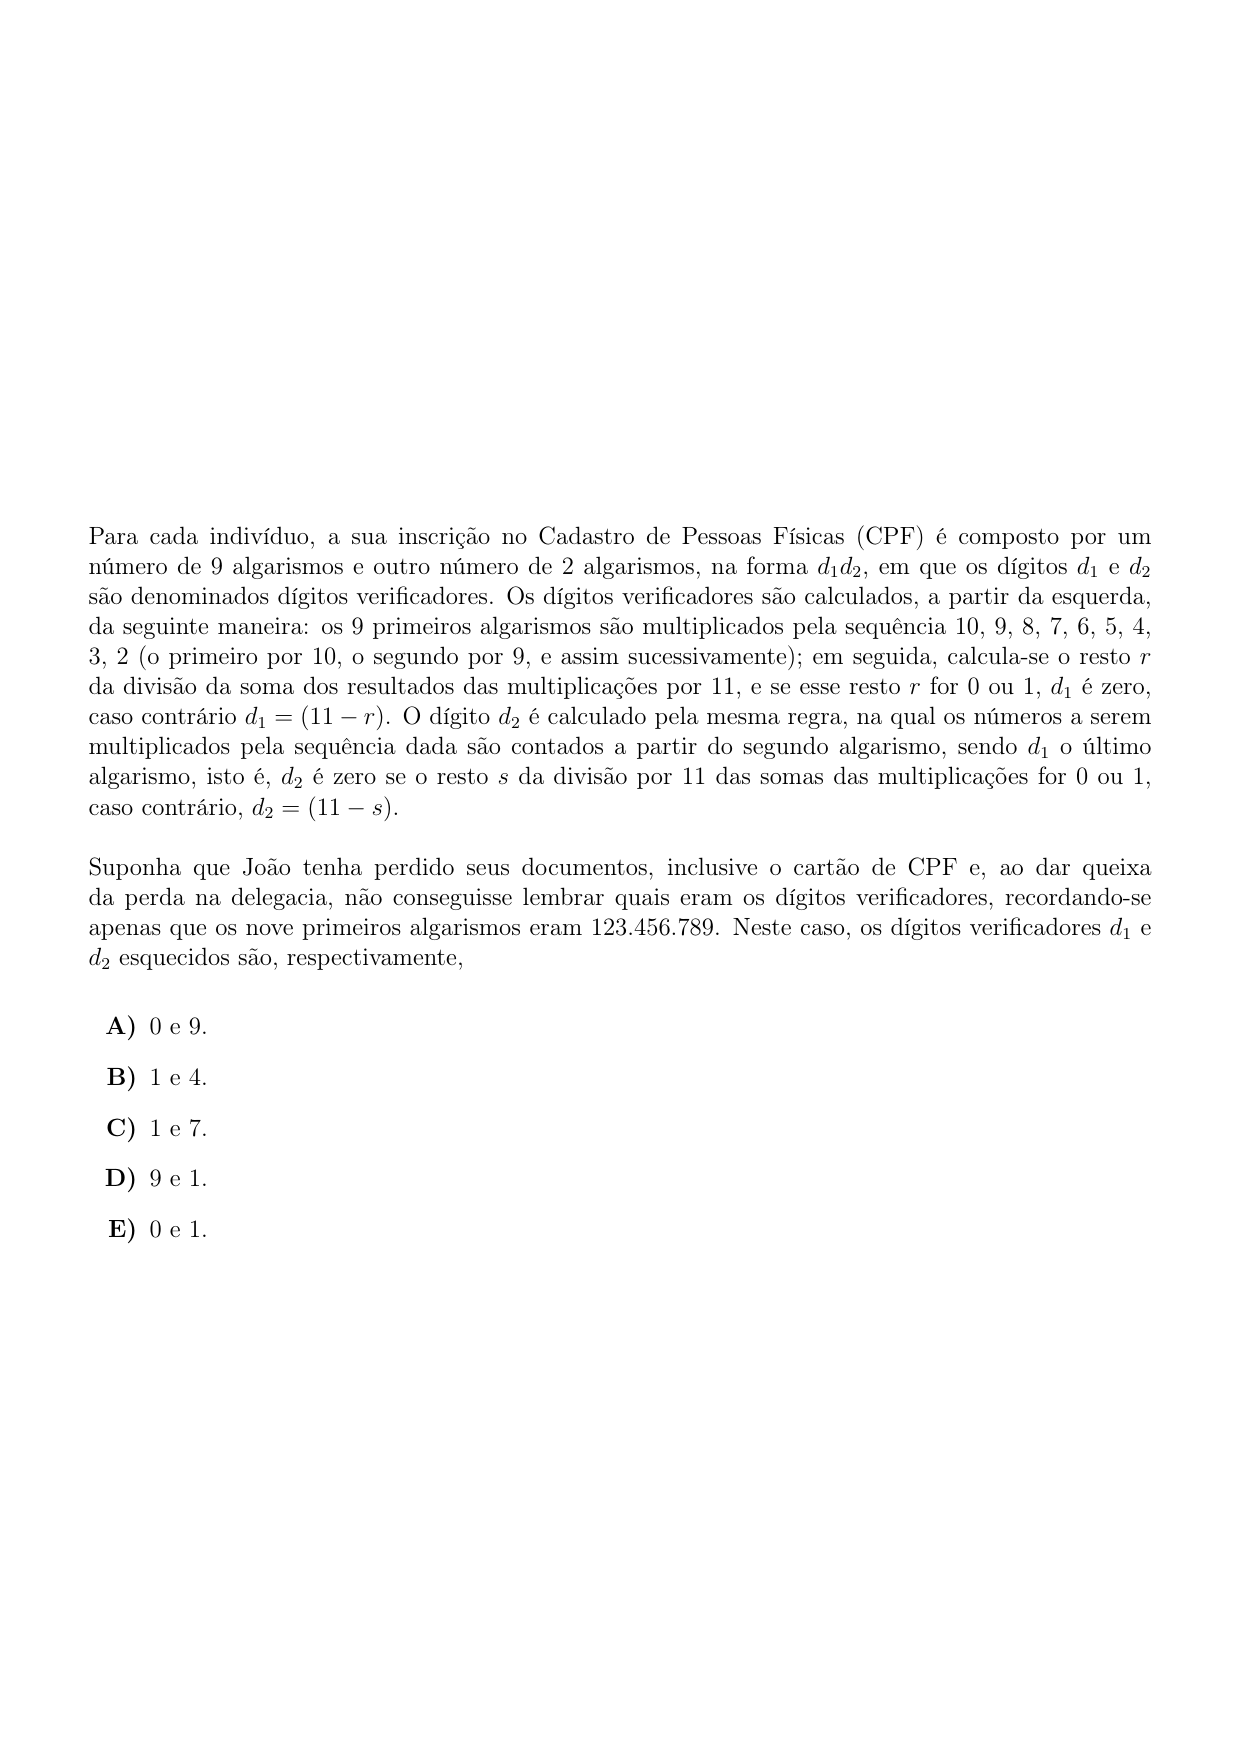 Para cada indivíduo, a sua inscrição no Cadastro de Pessoas Físicas (CPF) é composto por um
número de 9 algarismos e outro número de 2 algarismos, na forma d₁d₂, em que os dígitos d₁ e d₂
são denominados dígitos verificadores. Os dígitos verificadores são calculados, a partir da esquerda,
da seguinte maneira: os 9 primeiros algarismos são multiplicados pela sequência 10, 9, 8, 7, 6, 5, 4,
3, 2 (o primeiro por 10, o segundo por 9, e assim sucessivamente); em seguida, calcula-se o resto r
da divisão da soma dos resultados das multiplicações por 11, e se esse resto r for 0 ou 1, d₁ é zero,
caso contrário d₁ = (11 − r). O dígito d₂ é calculado pela mesma regra, na qual os números a serem
multiplicados pela sequência dada são contados a partir do segundo algarismo, sendo d₁ o último
algarismo, isto é, d₂ é zero se o resto s da divisão por 11 das somas das multiplicações for 0 ou 1,
caso contrário, d₂ = (11 − s).
Suponha que João tenha perdido seus documentos, inclusive o cartão de CPF e, ao dar queixa
da perda na delegacia, não conseguisse lembrar quais eram os dígitos verificadores, recordando-se
apenas que os nove primeiros algarismos eram 123.456.789. Neste caso, os dígitos verificadores d₁ e
d₂ esquecidos são, respectivamente,
A) 0 e 9.
B) 1 e 4.
C) 1 e 7.
D) 9 e 1.
E) 0 e 1.